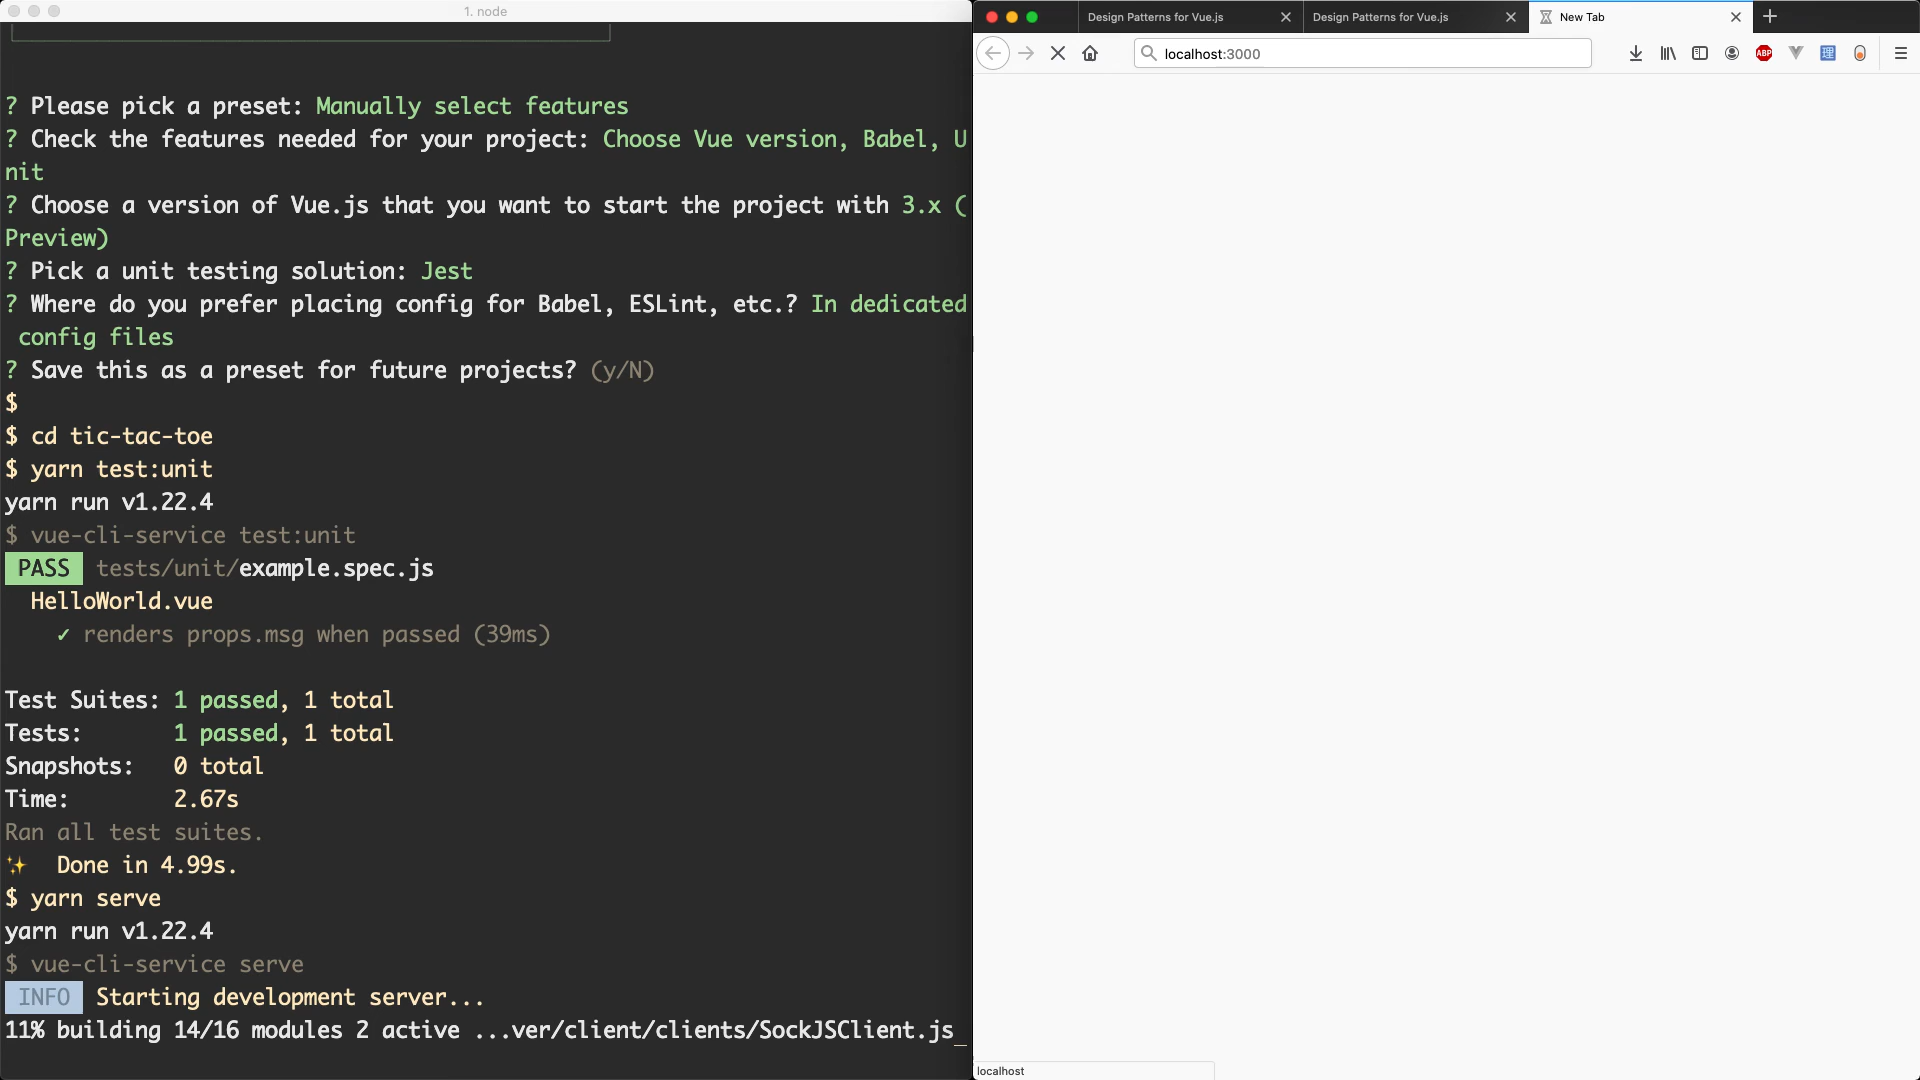 1. node
? Please pick a preset: Manually select features
? Check the features needed for your project: Choose Vue version, Babel, U
nit
? Choose a version of Vue.js that you want to start the project with 3.x (
Preview)
? Pick a unit testing solution: Jest
? Where do you prefer placing config for Babel, ESLint, etc.? In dedicated
config files
? Save this as a preset for future projects? (y/N)
$
$ cd tic-tac-toe
$ yarn test:unit
yarn run v1.22.4
$ vue-cli-service test:unit
PASS tests/unit/example.spec.js
HelloWorld.vue
✓ renders props.msg when passed (39ms)
Test Suites: 1 passed, 1 total
Tests: 1 passed, 1 total
Snapshots: 0 total
Time: 2.67s
Ran all test suites.
✨ Done in 4.99s.
$ yarn serve
yarn run v1.22.4
$ vue-cli-service serve
INFO Starting development server...
11% building 14/16 modules 2 active ...ver/client/clients/SockJSClient.js_
Design Patterns for Vue.js
Design Patterns for Vue.js
New Tab
localhost:3000
ABP
理
localhost